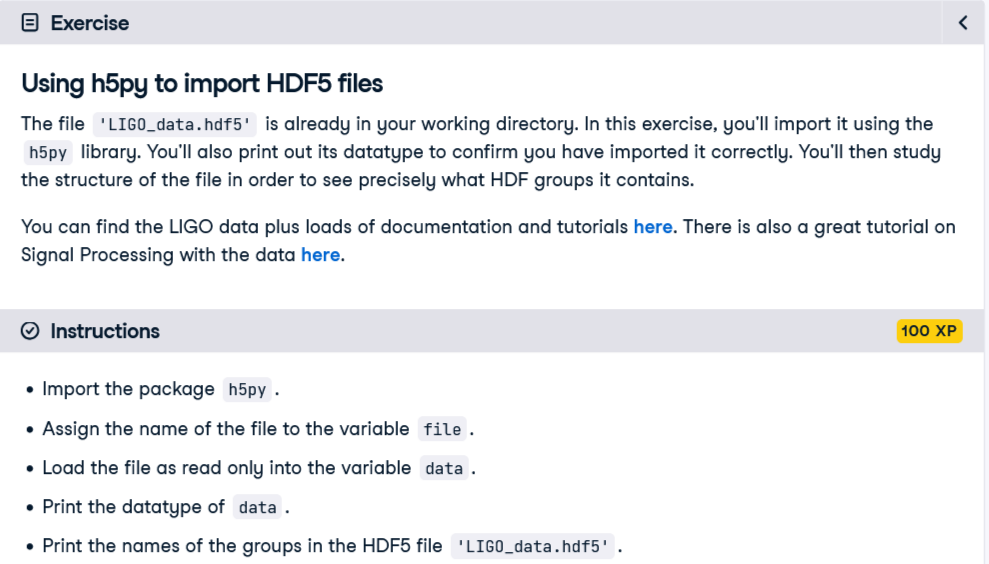 Exercise
Using h5py to import HDF5 files
The file 'LIGO_data.hdf5' is already in your working directory. In this exercise, you'll import it using the
h5py library. You'll also print out its datatype to confirm you have imported it correctly. You'll then study
the structure of the file in order to see precisely what HDF groups it contains.
You can find the LIGO data plus loads of documentation and tutorials here. There is also a great tutorial on
Signal Processing with the data here.
Instructions
100 XP
• Import the package h5py.
• Assign the name of the file to the variable file.
• Load the file as read only into the variable data.
• Print the datatype of data.
• Print the names of the groups in the HDF5 file 'LIGO_data.hdf5'.